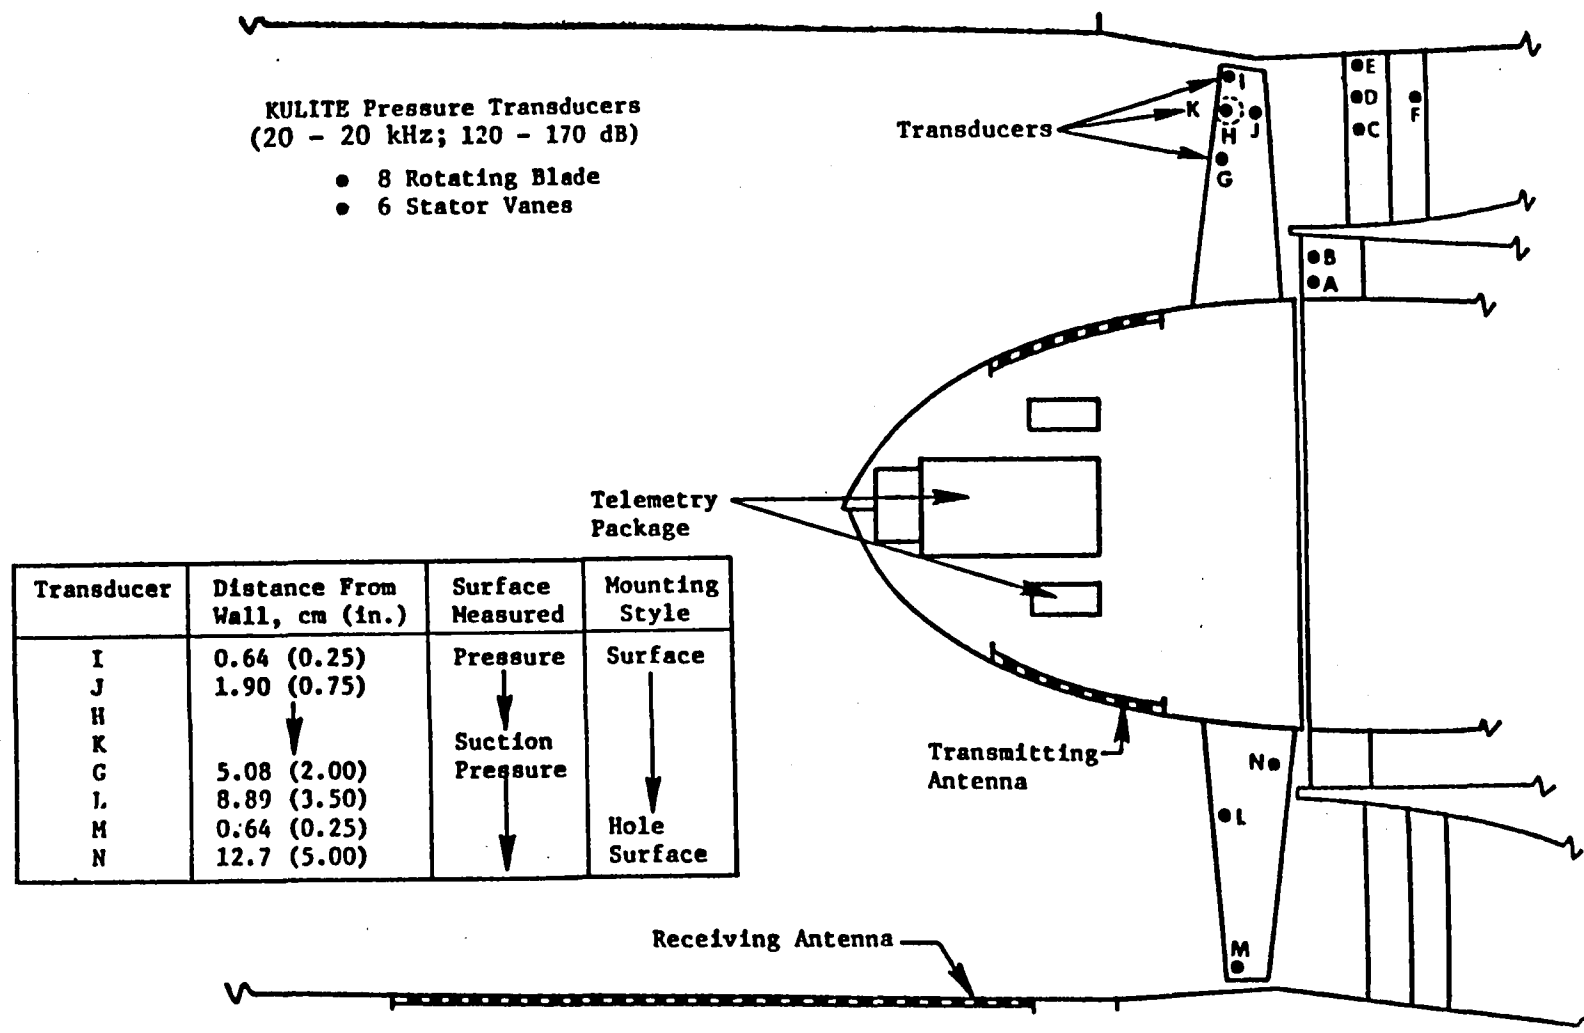 KULITE Pressure Transducers
(20 - 20 kHz; 120 - 170 dB)
● 8 Rotating Blade
● 6 Stator Vanes
Transducers
I
K
H
J
G
E
D
C
F
B
A
Telemetry
Package
Transducer | Distance From Wall, cm (in.) | Surface Measured | Mounting Style
I | 0.64 (0.25) | Pressure | Surface
J | 1.90 (0.75)
H
K | Suction
G | 5.08 (2.00) | Pressure
L | 8.89 (3.50)
M | 0.64 (0.25) | Hole
N | 12.7 (5.00) | Surface
Transmitting
Antenna
N
L
M
Receiving Antenna